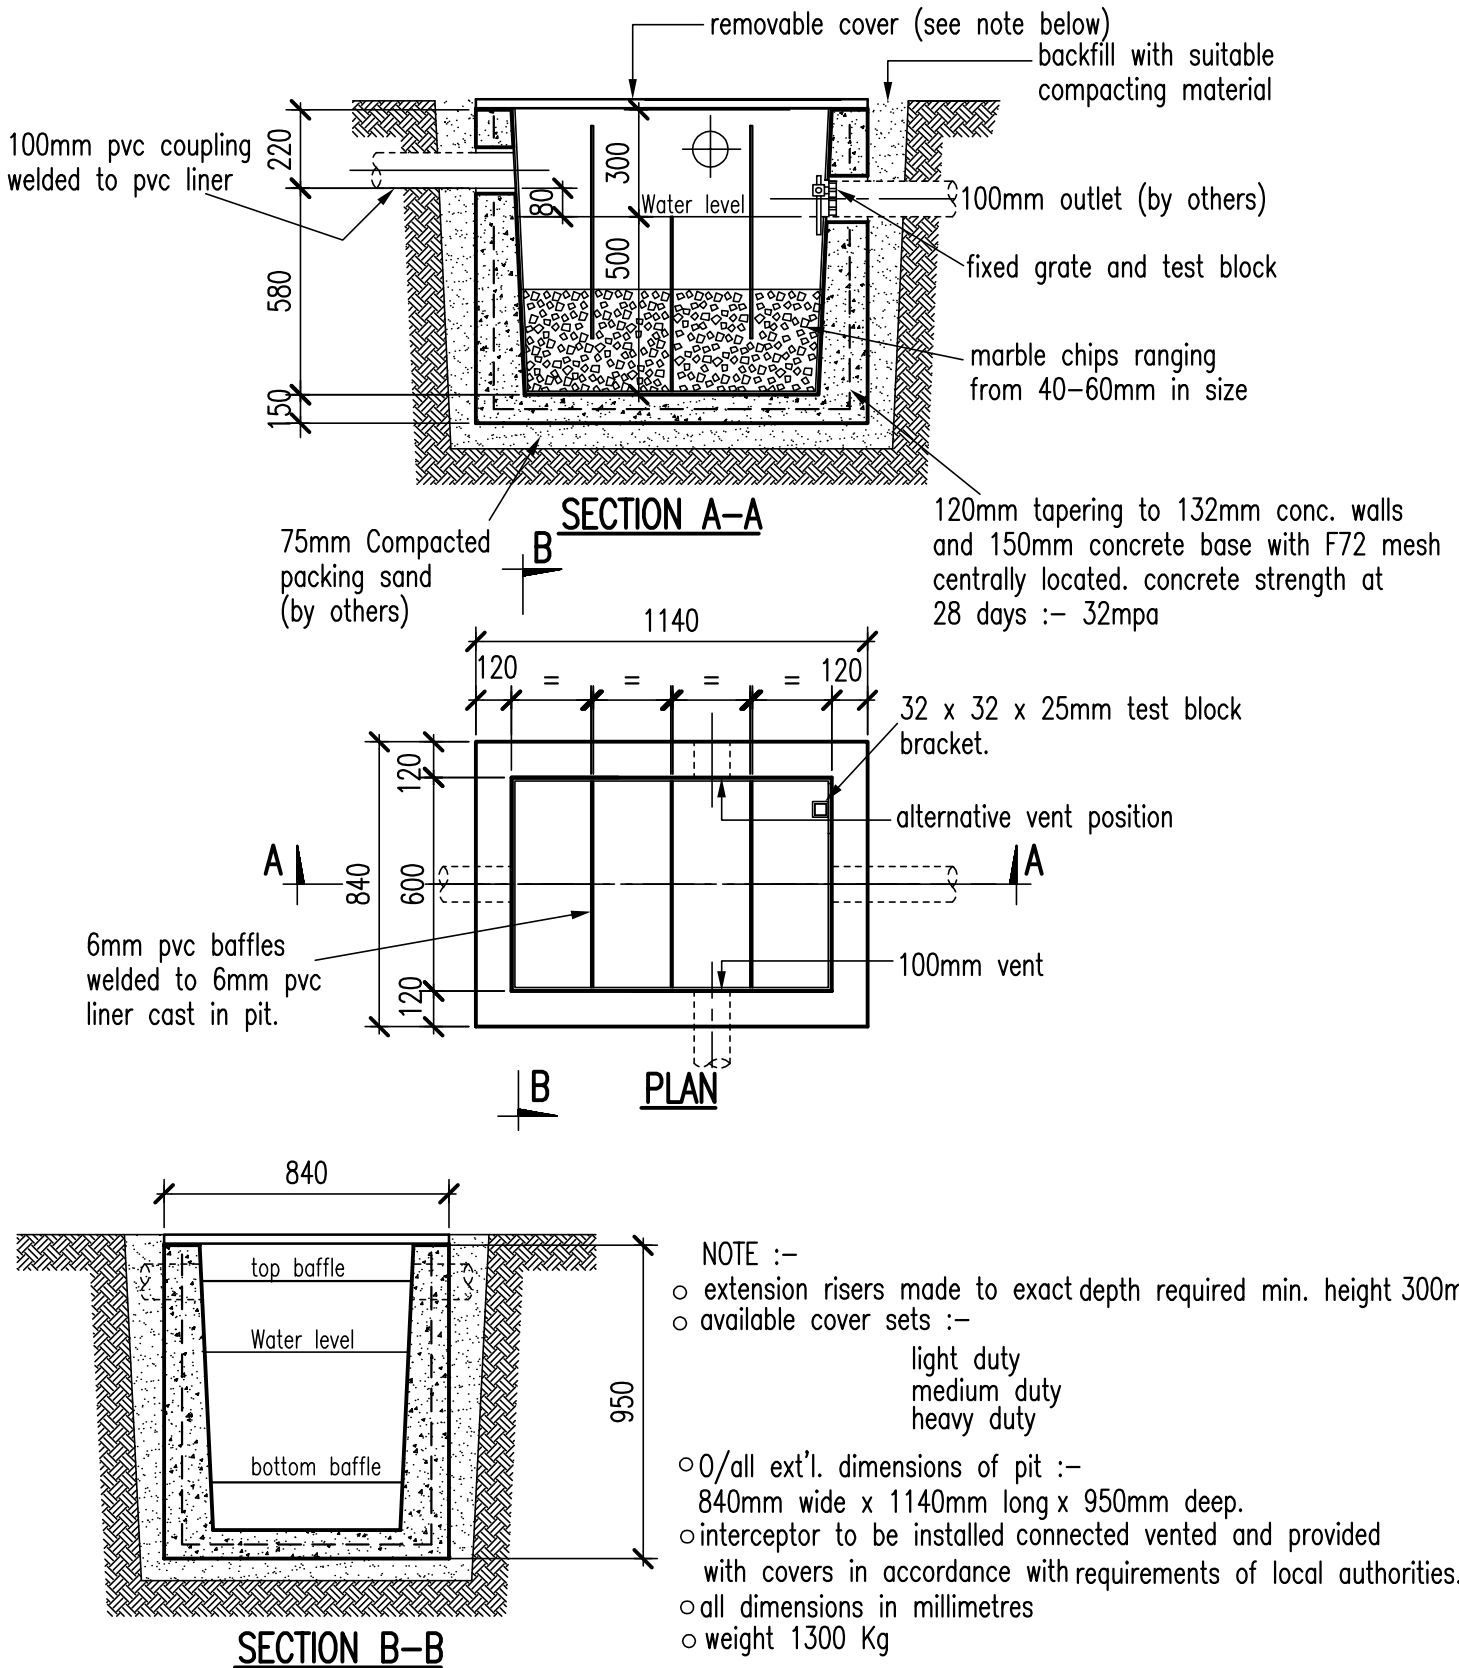 removable cover (see note below)
backfill with suitable
compacting material
100mm pvc coupling
welded to pvc liner
220
300
80
Water level
100mm outlet (by others)
580
500
fixed grate and test block
marble chips ranging
from 40-60mm in size
150
SECTION A-A
75mm Compacted
packing sand
(by others)
120mm tapering to 132mm conc. walls
and 150mm concrete base with F72 mesh
centrally located. concrete strength at
28 days :- 32mpa
B
1140
120 = = = = 120
32 x 32 x 25mm test block
bracket.
120
alternative vent position
A
840
600
A
6mm pvc baffles
welded to 6mm pvc
liner cast in pit.
120
100mm vent
B
PLAN
840
top baffle
Water level
bottom baffle
950
SECTION B-B
NOTE :-
extension risers made to exact depth required min. height 300m
available cover sets :-
light duty
medium duty
heavy duty
O/all ext'l. dimensions of pit :-
840mm wide x 1140mm long x 950mm deep.
interceptor to be installed connected vented and provided
with covers in accordance with requirements of local authorities.
all dimensions in millimetres
weight 1300 Kg